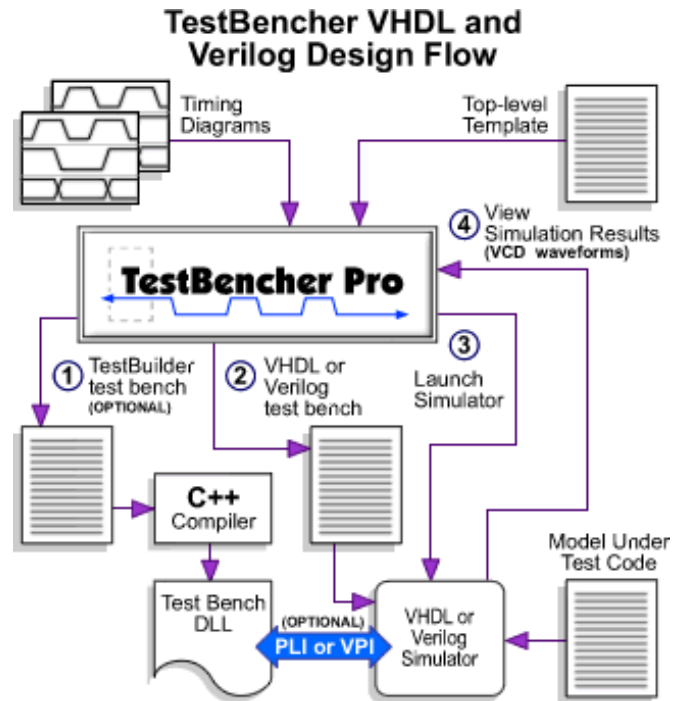 TestBencher VHDL and
Verilog Design Flow
Timing
Diagrams
Top-level
Template
4 View
Simulation Results
(VCD waveforms)
TestBencher Pro
1 TestBuilder
test bench
(OPTIONAL)
2 VHDL or
Verilog
test bench
3
Launch
Simulator
C++
Compiler
Model Under
Test Code
Test Bench
DLL
(OPTIONAL)
PLI or VPI
VHDL or
Verilog
Simulator